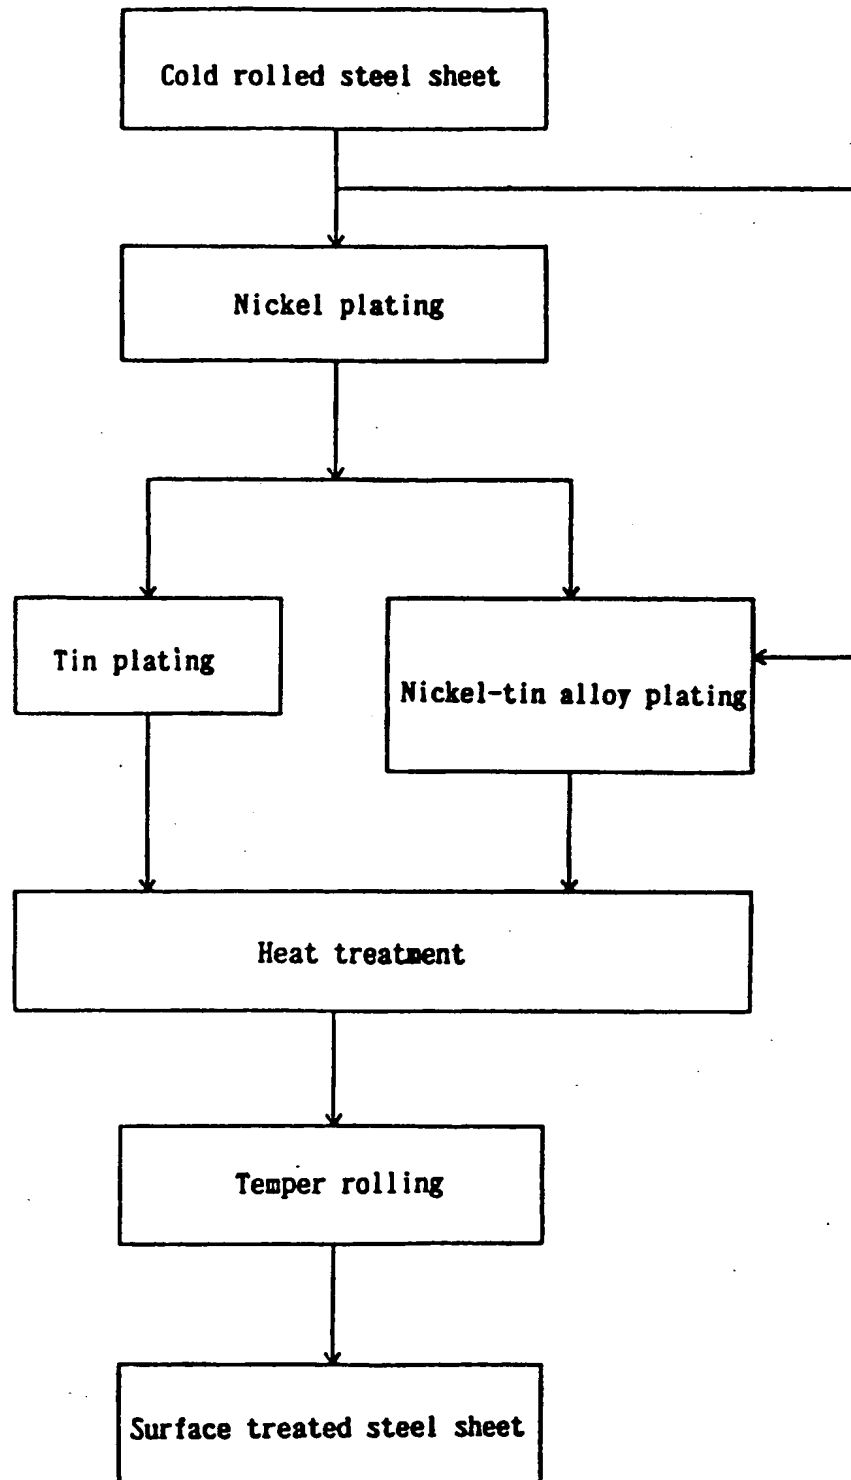 Cold rolled steel sheet
Nickel plating
Tin plating
Nickel-tin alloy plating
Heat treatment
Temper rolling
Surface treated steel sheet